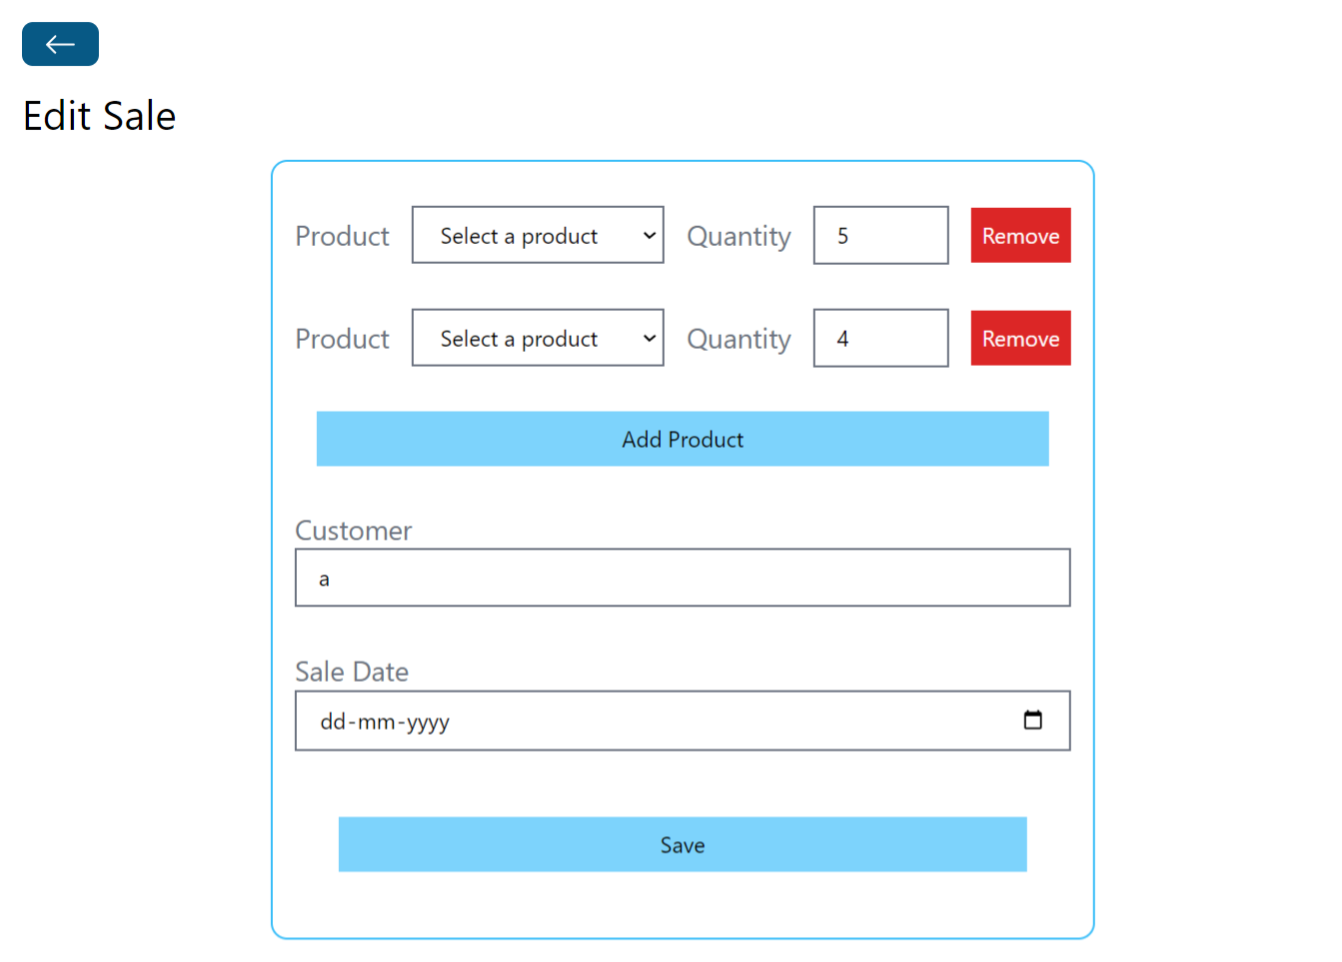 Edit Sale
Product Select a product Quantity 5 Remove
Product Select a product Quantity 4 Remove
Add Product
Customer
a
Sale Date
dd-mm-yyyy
Save